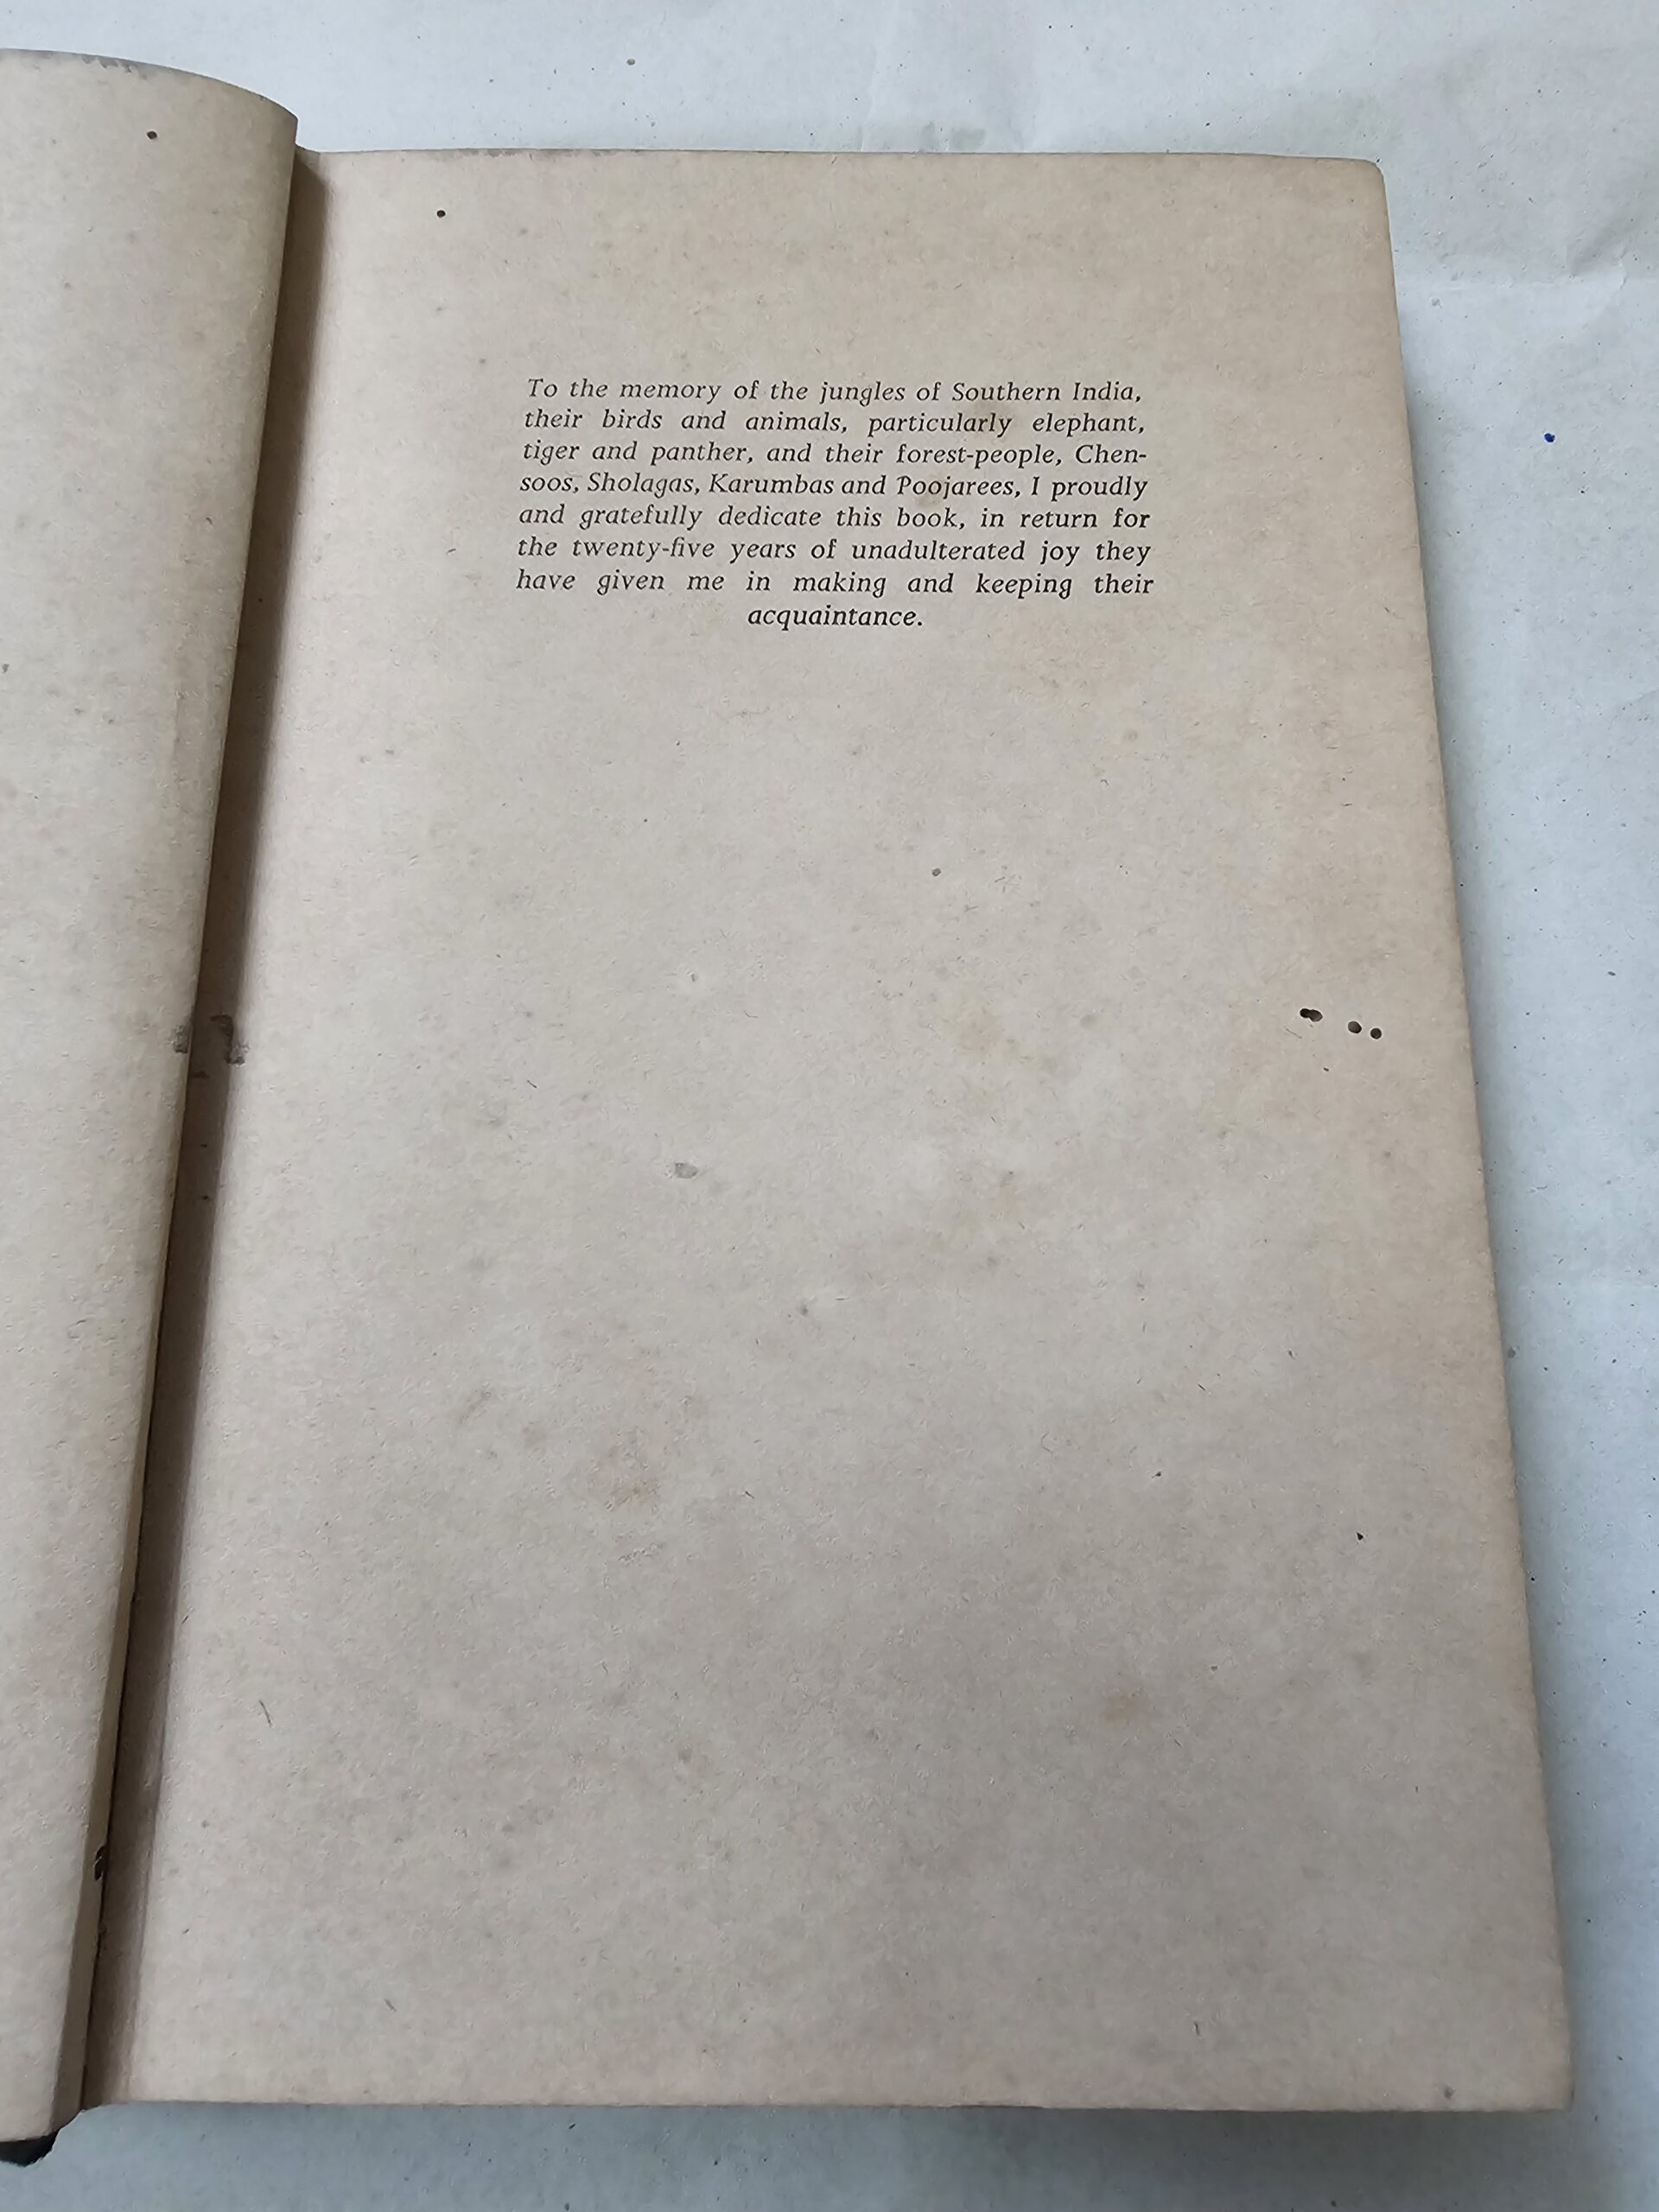 To the memory of the jungles of Southern India,
their birds and animals, particularly elephant,
tiger and panther, and their forest-people, Chen-
soos, Sholagas, Karumbas and Poojarees, I proudly
and gratefully dedicate this book, in return for
the twenty-five years of unadulterated joy they
have given me in making and keeping their
acquaintance.